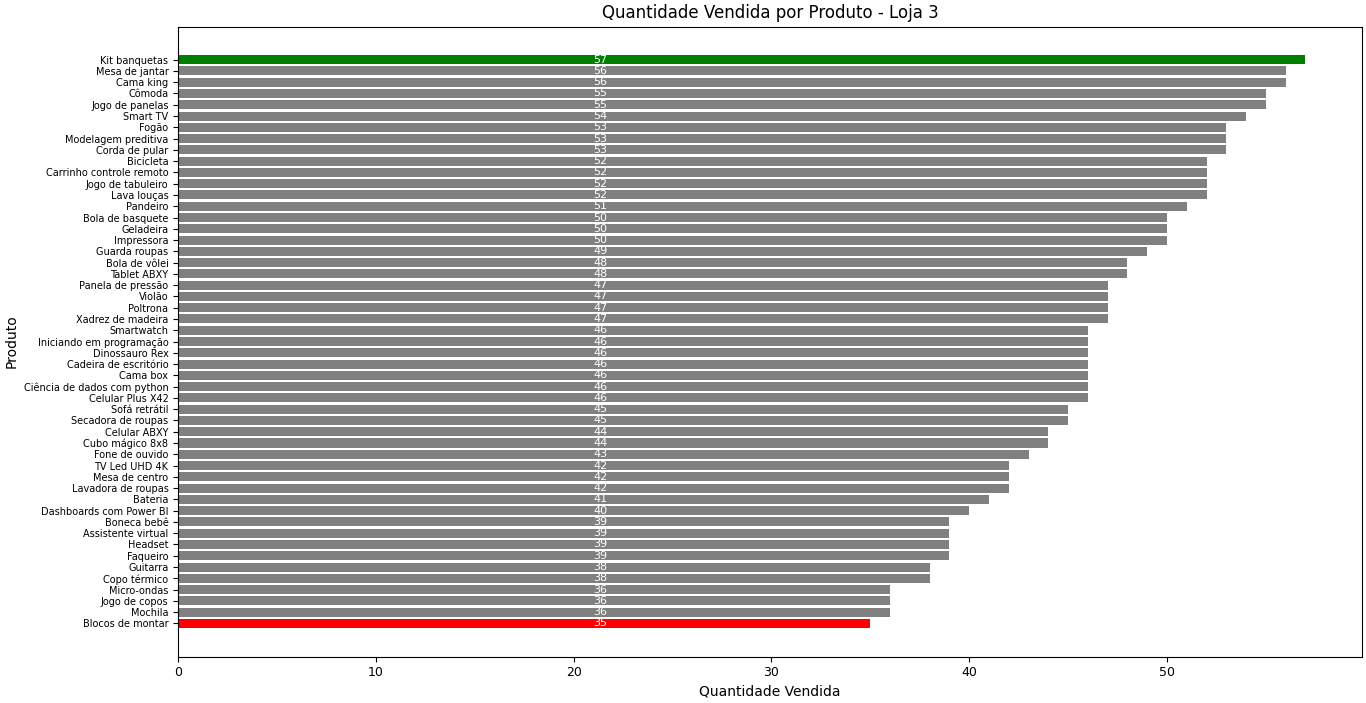 Quantidade Vendida por Produto - Loja 3
Produto
Kit banquetas 57
Mesa de jantar 56
Cama king 56
Cômoda 55
Jogo de panelas 55
Smart TV 54
Fogão 53
Modelagem preditiva 53
Corda de pular 53
Bicicleta 52
Carrinho controle remoto 52
Jogo de tabuleiro 52
Lava louças 52
Pandeiro 51
Bola de basquete 50
Geladeira 50
Impressora 50
Guarda roupas 49
Bola de vôlei 48
Tablet ABXY 48
Panela de pressão 47
Violão 47
Poltrona 47
Xadrez de madeira 47
Smartwatch 46
Iniciando em programação 46
Dinossauro Rex 46
Cadeira de escritório 46
Cama box 46
Ciência de dados com python 46
Celular Plus X42 46
Sofá retrátil 45
Secadora de roupas 45
Celular ABXY 44
Cubo mágico 8x8 44
Fone de ouvido 43
TV Led UHD 4K 42
Mesa de centro 42
Lavadora de roupas 42
Bateria 41
Dashboards com Power BI 40
Boneca bebê 39
Assistente virtual 39
Headset 39
Faqueiro 39
Guitarra 38
Copo térmico 38
Micro-ondas 36
Jogo de copos 36
Mochila 36
Blocos de montar 35
0 10 20 30 40 50
Quantidade Vendida